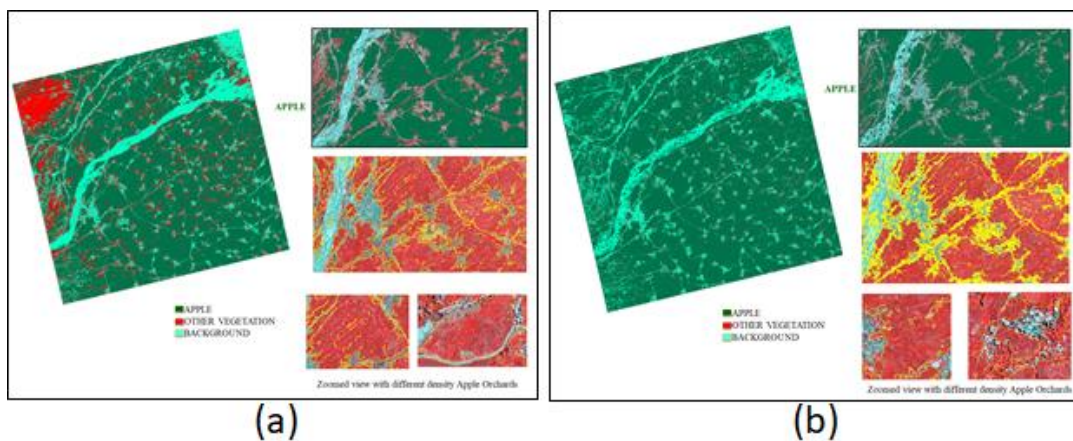 APPLE
APPLE
OTHER VEGETATION
BACKGROUND
Zoomed view with different density Apple Orchards
(a)
APPLE
APPLE
OTHER VEGETATION
BACKGROUND
Zoomed view with different density Apple Orchards
(b)